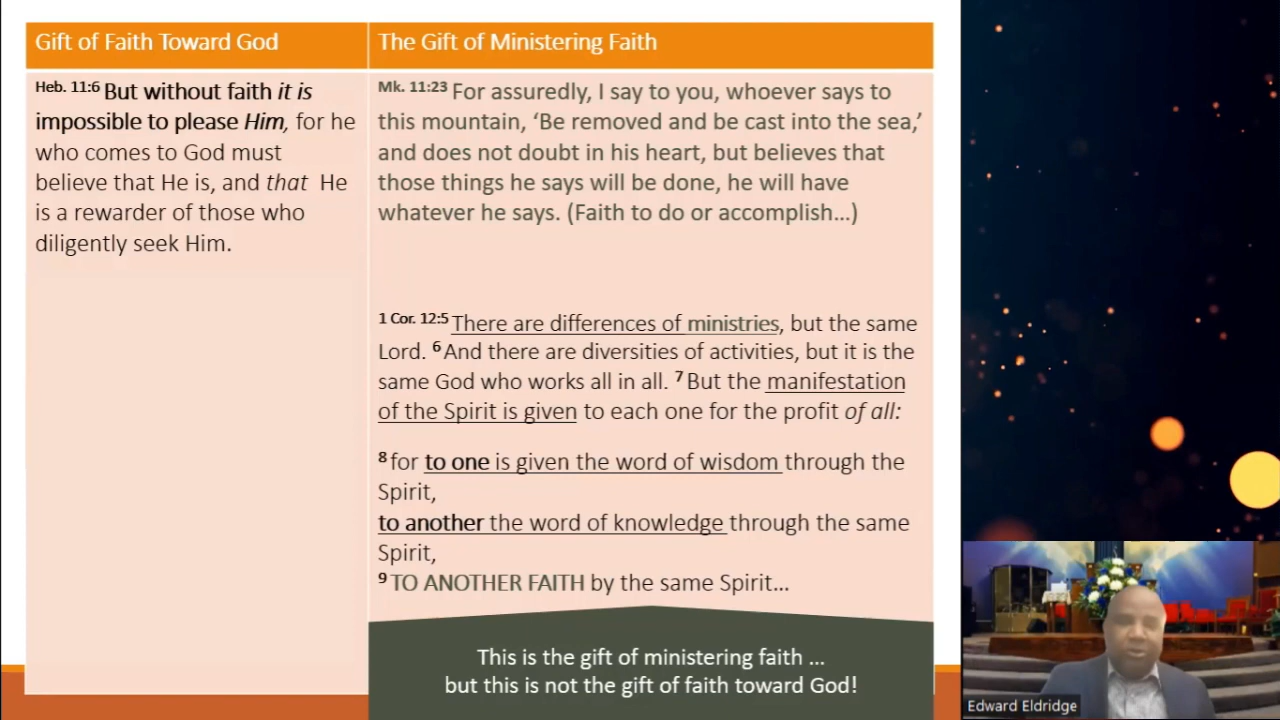 Gift of Faith Toward God
Heb. 11:6 But without faith it is
impossible to please Him, for he
who comes to God must
believe that He is, and that He
is a rewarder of those who
diligently seek Him.
The Gift of Ministering Faith
Mk. 11:23 For assuredly, I say to you, whoever says to
this mountain, ‘Be removed and be cast into the sea,’
and does not doubt in his heart, but believes that
those things he says will be done, he will have
whatever he says. (Faith to do or accomplish…)
1 Cor. 12:5 There are differences of ministries, but the same
Lord. 6 And there are diversities of activities, but it is the
same God who works all in all. 7 But the manifestation
of the Spirit is given to each one for the profit of all:
8 for to one is given the word of wisdom through the
Spirit,
to another the word of knowledge through the same
Spirit,
9 TO ANOTHER FAITH by the same Spirit…
This is the gift of ministering faith …
but this is not the gift of faith toward God!
Edward Eldridge